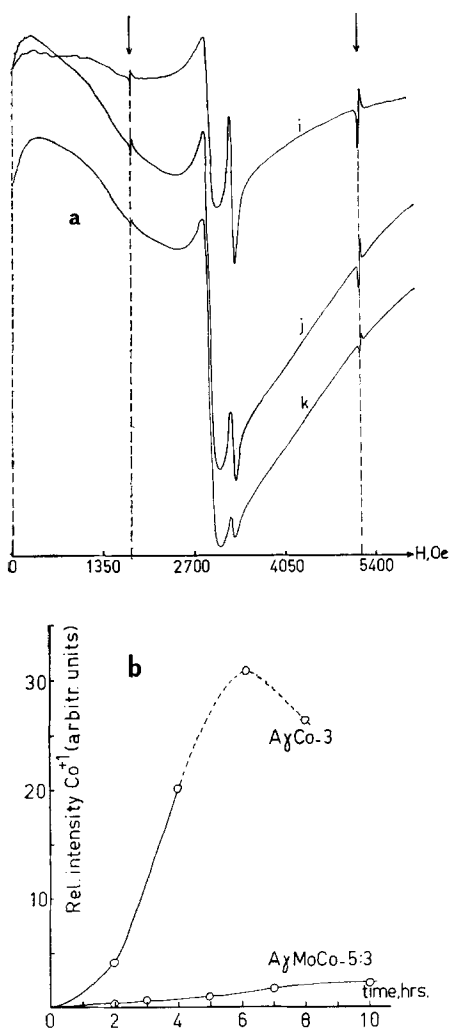 i
a
j
k
H,Oe
0 1350 2700 4050 5400
b
Rel. intensity Co+1 (arbitr. units)
30
20
10
AγCo-3
AγMoCo-5:3
time,hrs.
0 2 4 6 8 10